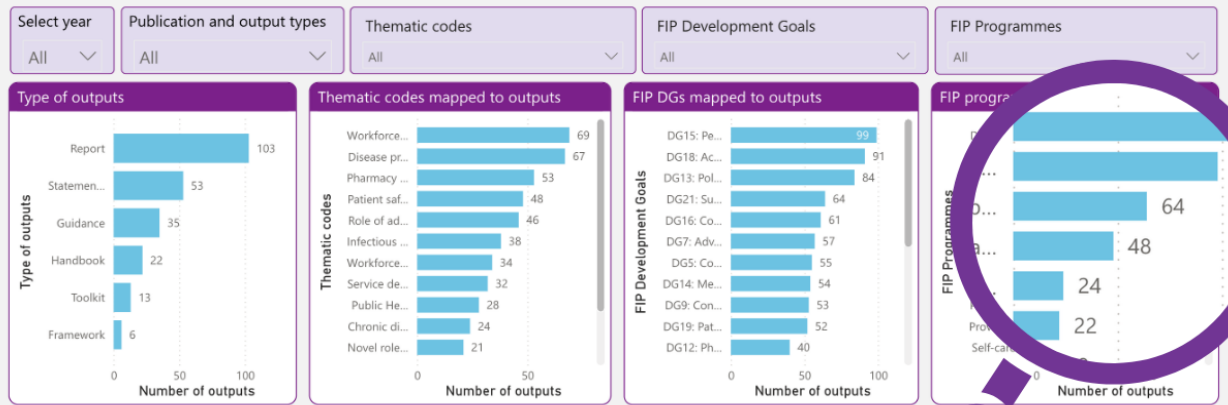 Select year
All
Publication and output types
All
Thematic codes
All
FIP Development Goals
All
FIP Programmes
All
Type of outputs
Type of outputs
Report 103
Statemen... 53
Guidance 35
Handbook 22
Toolkit 13
Framework 6
0 50 100
Number of outputs
Thematic codes mapped to outputs
Thematic codes
Workforce... 69
Disease pr... 67
Pharmacy ... 53
Patient saf... 48
Role of ad... 46
Infectious ... 38
Workforce... 34
Service de... 32
Public He... 28
Chronic di... 24
Novel role... 21
0 50
Number of outputs
FIP DGs mapped to outputs
FIP Development Goals
DG15: Pe... 99
DG18: Ac... 91
DG13: Pol... 84
DG21: Su... 64
DG16: Co... 61
DG7: Adv... 57
DG5: Co... 55
DG14: Me... 54
DG9: Con... 53
DG19: Pat... 52
DG12: Ph... 40
0 50 100
Number of outputs
FIP
FIP Programmes
64
48
24
22
Self-care
0
Number of outputs